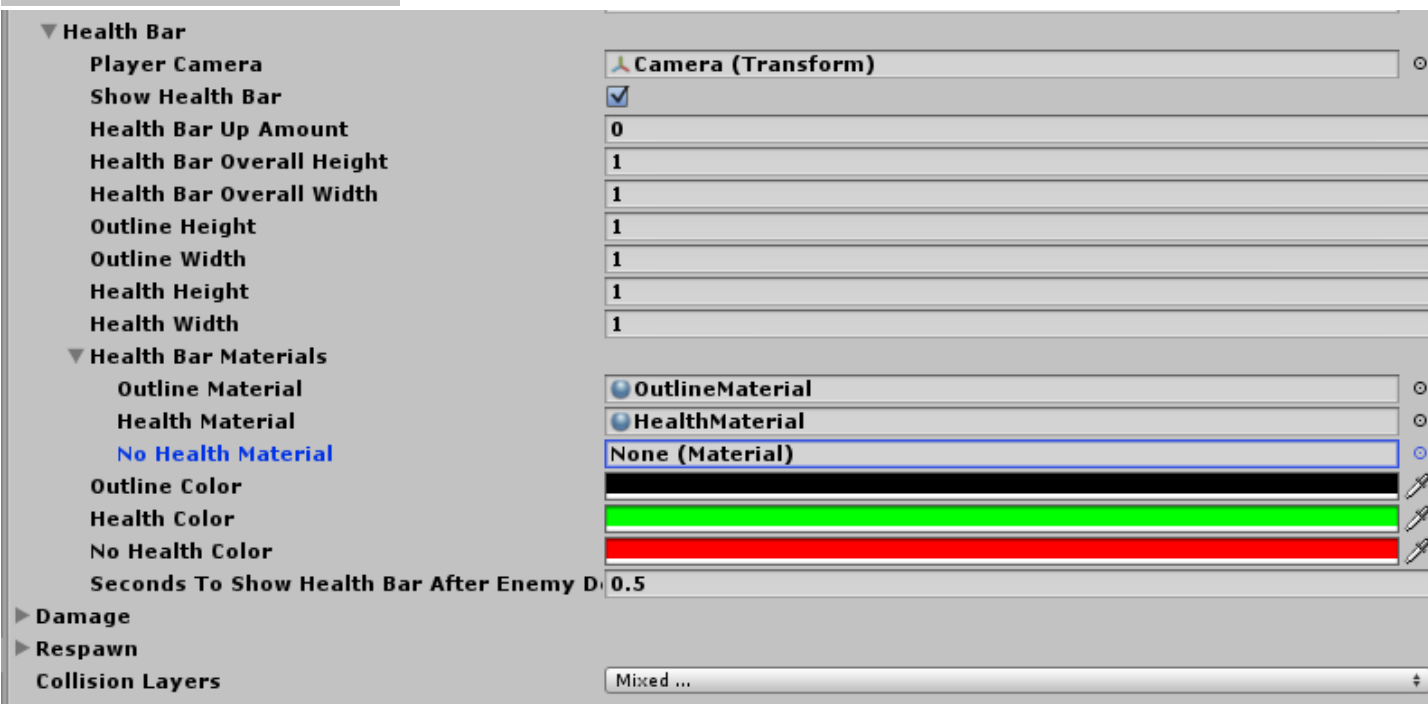 Health Bar
Player Camera Camera (Transform)
Show Health Bar
Health Bar Up Amount 0
Health Bar Overall Height 1
Health Bar Overall Width 1
Outline Height 1
Outline Width 1
Health Height 1
Health Width 1
Health Bar Materials
Outline Material OutlineMaterial
Health Material HealthMaterial
No Health Material None (Material)
Outline Color
Health Color
No Health Color
Seconds To Show Health Bar After Enemy D 0.5
Damage
Respawn
Collision Layers Mixed ...